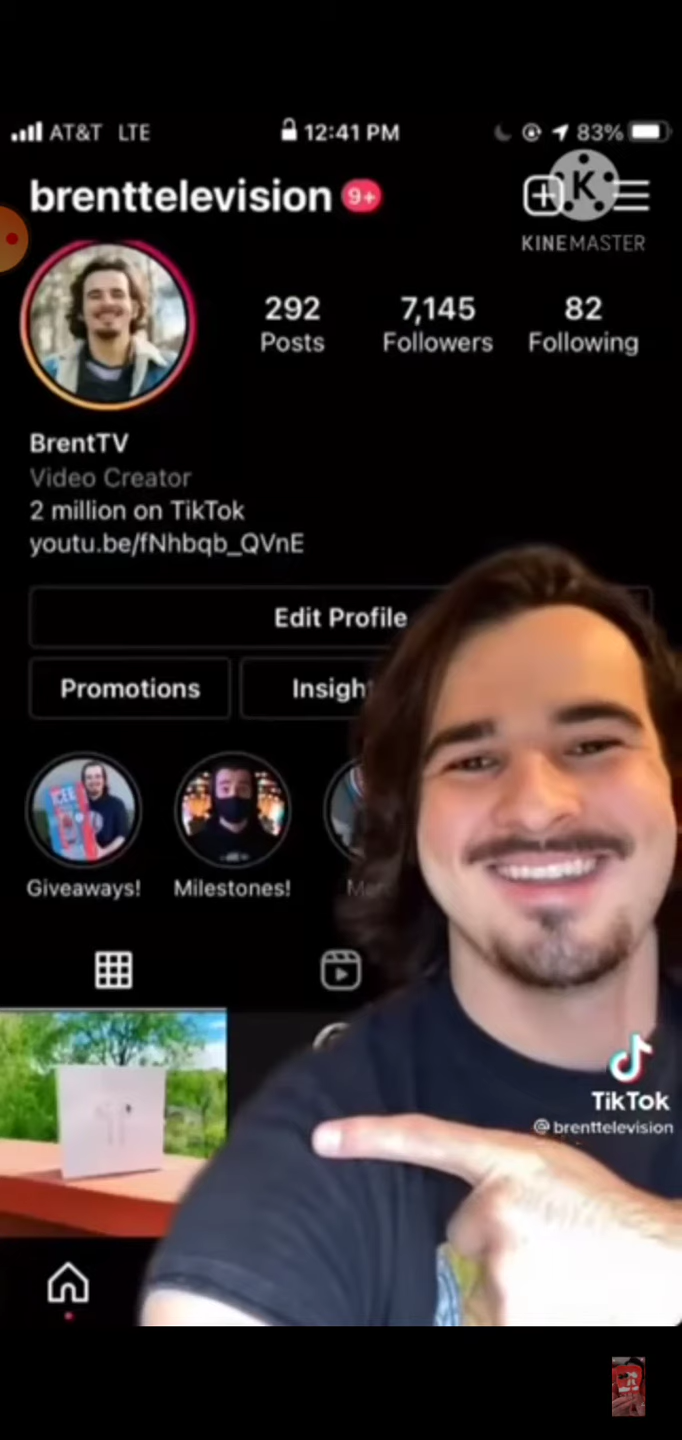 AT&T LTE 12:41 PM 83%
brenttelevision 9+
K
KINEMASTER
292 7,145 82
Posts Followers Following
BrentTV
Video Creator
2 million on TikTok
youtu.be/fNhbqb_QVnE
Edit Profile
Promotions Insigh
ICEE
Giveaways! Milestones!
TikTok
@brenttelevision